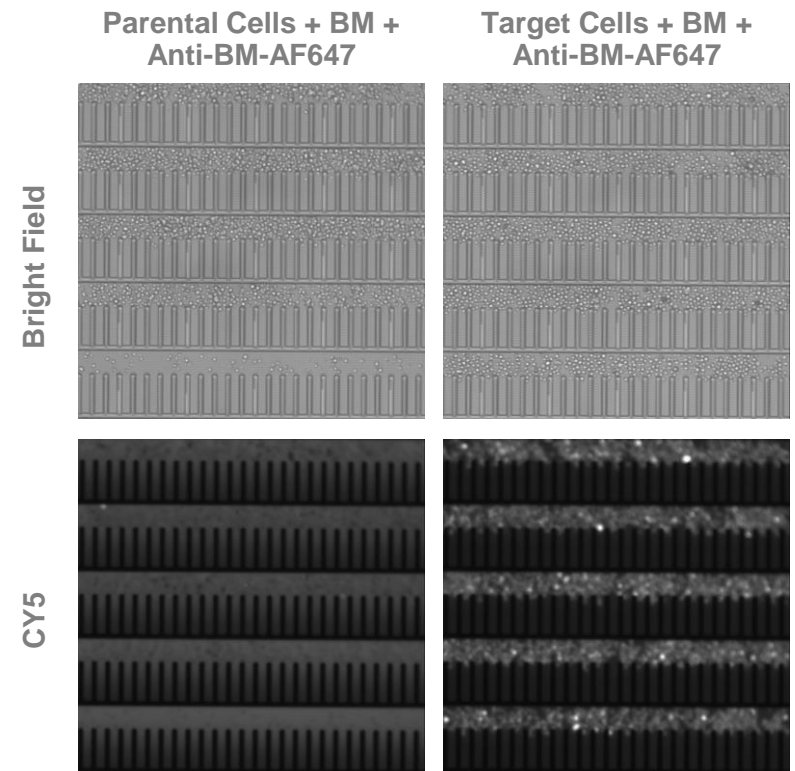 Parental Cells + BM +
Anti-BM-AF647
Target Cells + BM +
Anti-BM-AF647
Bright Field
CY5